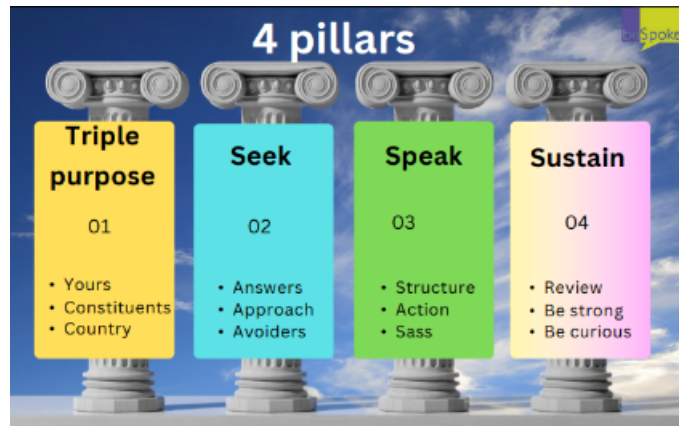 4 pillars
beSpoke
Triple
purpose
01
• Yours
• Constituents
• Country
Seek
02
• Answers
• Approach
• Avoiders
Speak
03
• Structure
• Action
• Sass
Sustain
04
• Review
• Be strong
• Be curious